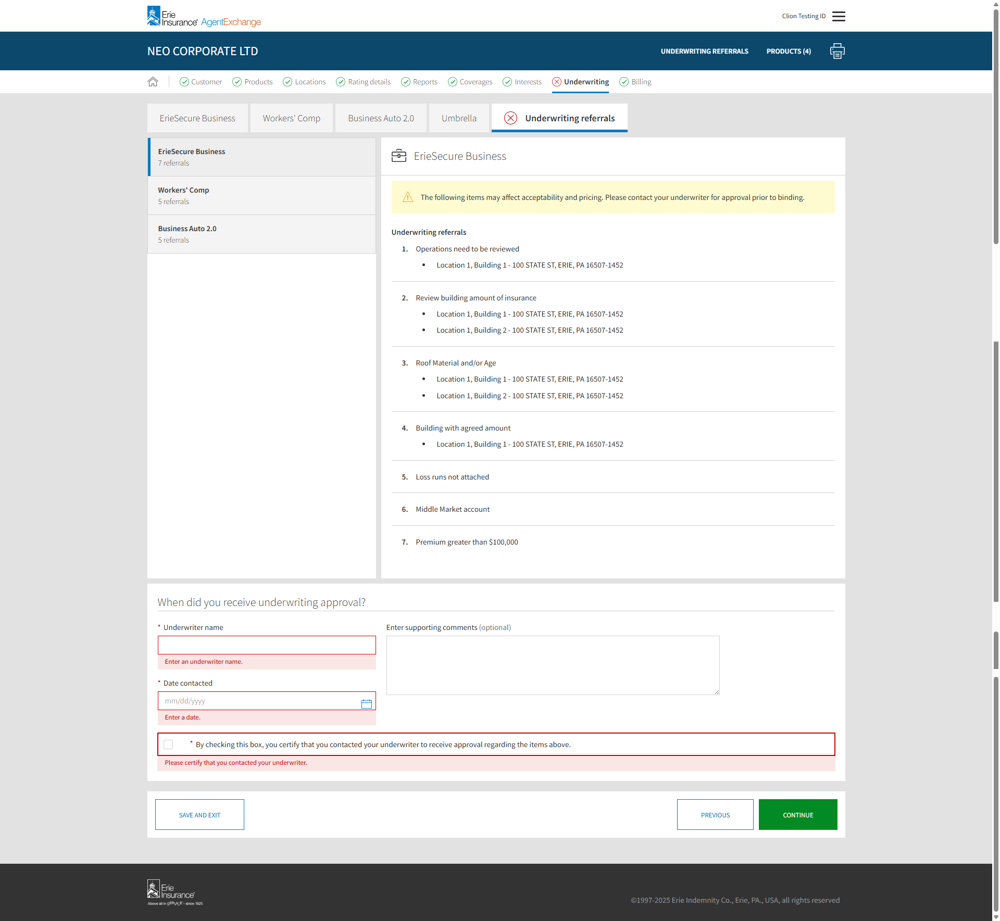 Erie
Insurance® AgentExchange
Clion Testing ID
NEO CORPORATE LTD
UNDERWRITING REFERRALS
PRODUCTS (4)
Customer
Products
Locations
Rating details
Reports
Coverages
Interests
Underwriting
Billing
ErieSecure Business
Workers' Comp
Business Auto 2.0
Umbrella
Underwriting referrals
ErieSecure Business
7 referrals
Workers' Comp
5 referrals
Business Auto 2.0
5 referrals
ErieSecure Business
The following items may affect acceptability and pricing. Please contact your underwriter for approval prior to binding.
Underwriting referrals
1. Operations need to be reviewed
• Location 1, Building 1 - 100 STATE ST, ERIE, PA 16507-1452
2. Review building amount of insurance
• Location 1, Building 1 - 100 STATE ST, ERIE, PA 16507-1452
• Location 1, Building 2 - 100 STATE ST, ERIE, PA 16507-1452
3. Roof Material and/or Age
• Location 1, Building 1 - 100 STATE ST, ERIE, PA 16507-1452
• Location 1, Building 2 - 100 STATE ST, ERIE, PA 16507-1452
4. Building with agreed amount
• Location 1, Building 1 - 100 STATE ST, ERIE, PA 16507-1452
5. Loss runs not attached
6. Middle Market account
7. Premium greater than $100,000
When did you receive underwriting approval?
* Underwriter name
Enter an underwriter name.
* Date contacted
mm/dd/yyyy
Enter a date.
Enter supporting comments (optional)
* By checking this box, you certify that you contacted your underwriter to receive approval regarding the items above.
Please certify that you contacted your underwriter.
SAVE AND EXIT
PREVIOUS
CONTINUE
Erie
Insurance®
Above all in sERvIcE® – since 1925
©1997-2025 Erie Indemnity Co., Erie, PA., USA, all rights reserved